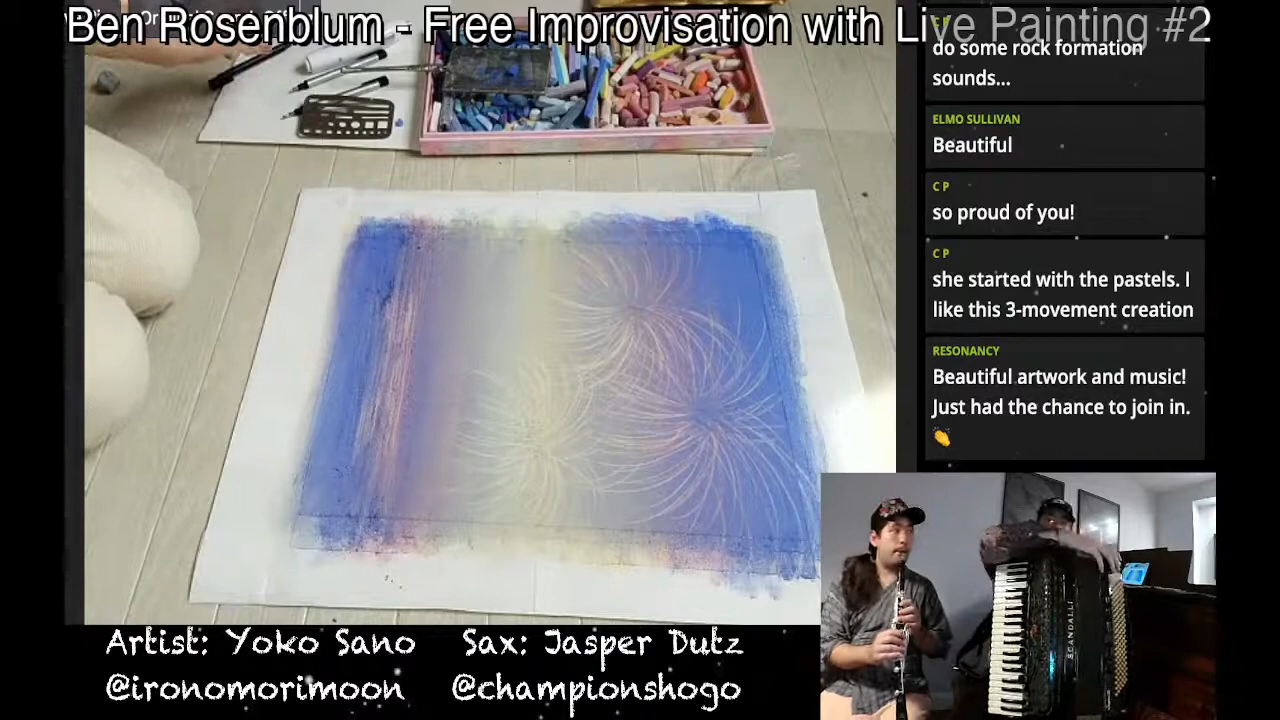 Ben Rosenblum - Free Improvisation with Live Painting #2
do some rock formation
sounds...
ELMO SULLIVAN
Beautiful
C P
so proud of you!
C P
she started with the pastels. I
like this 3-movement creation
RESONANCY
Beautiful artwork and music!
Just had the chance to join in.
👏
SCANDALLI
Artist: Yoko Sano
@ironomorimoon
Sax: Jasper Dutz
@championshogo